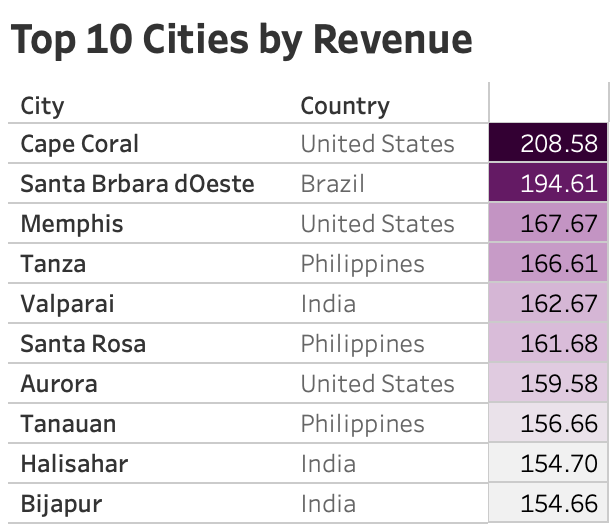 Top 10 Cities by Revenue
City Country
Cape Coral United States 208.58
Santa Brbara dOeste Brazil 194.61
Memphis United States 167.67
Tanza Philippines 166.61
Valparai India 162.67
Santa Rosa Philippines 161.68
Aurora United States 159.58
Tanauan Philippines 156.66
Halisahar India 154.70
Bijapur India 154.66